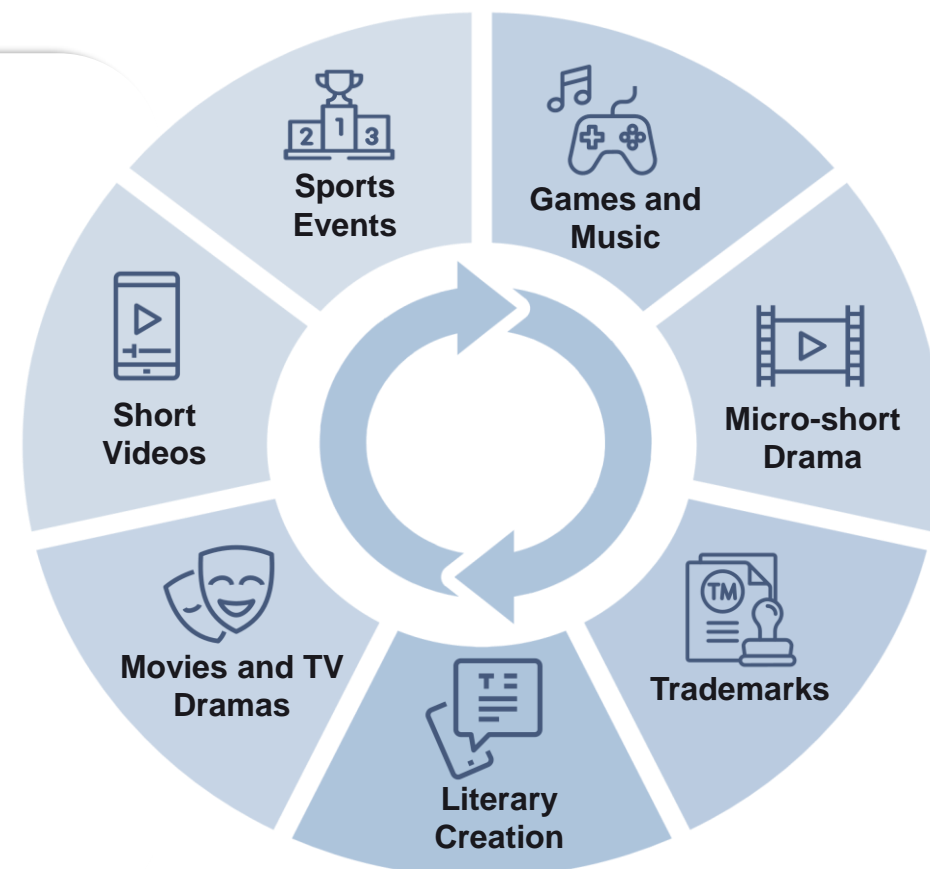 2 1 3
Sports
Events
Games and
Music
Short
Videos
Micro-short
Drama
Movies and TV
Dramas
TM
Trademarks
T
Literary
Creation